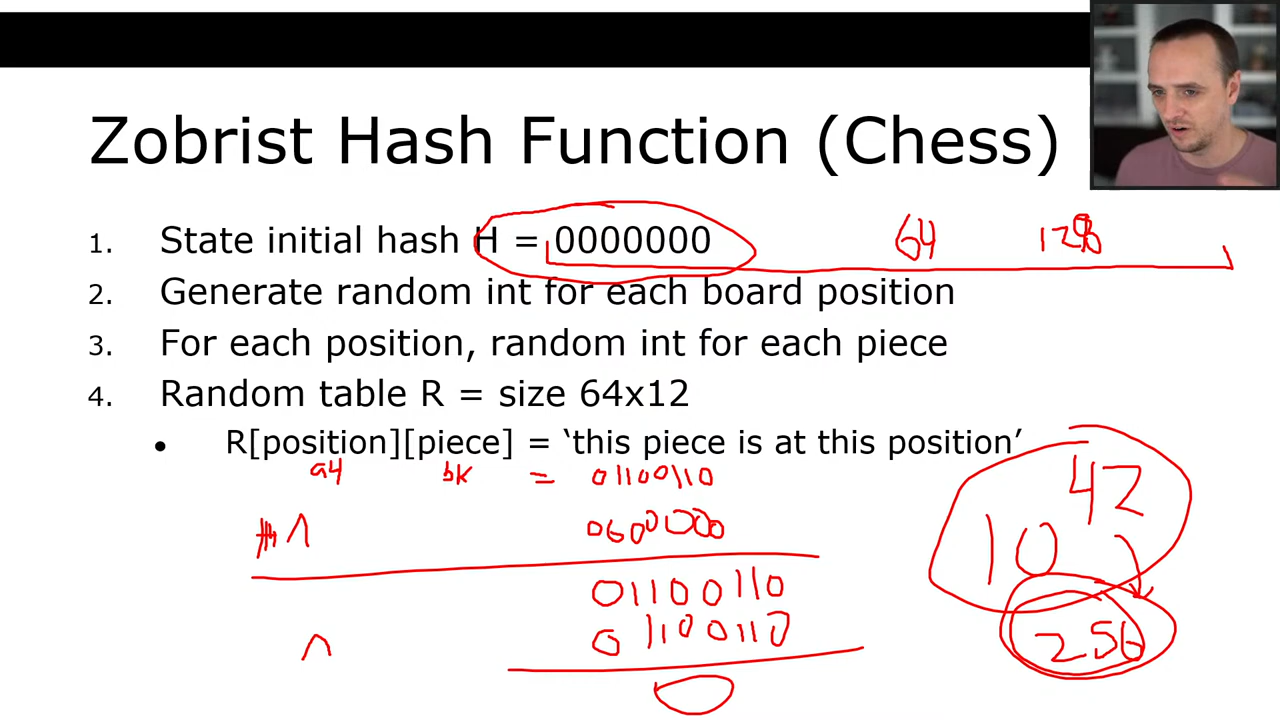 Zobrist Hash Function (Chess)
1. State initial hash H = 0000000 64 128
2. Generate random int for each board position
3. For each position, random int for each piece
4. Random table R = size 64x12
• R[position][piece] = ‘this piece is at this position’
a4 bK = 01100110
10 42
01100110
0 1100110
256
0